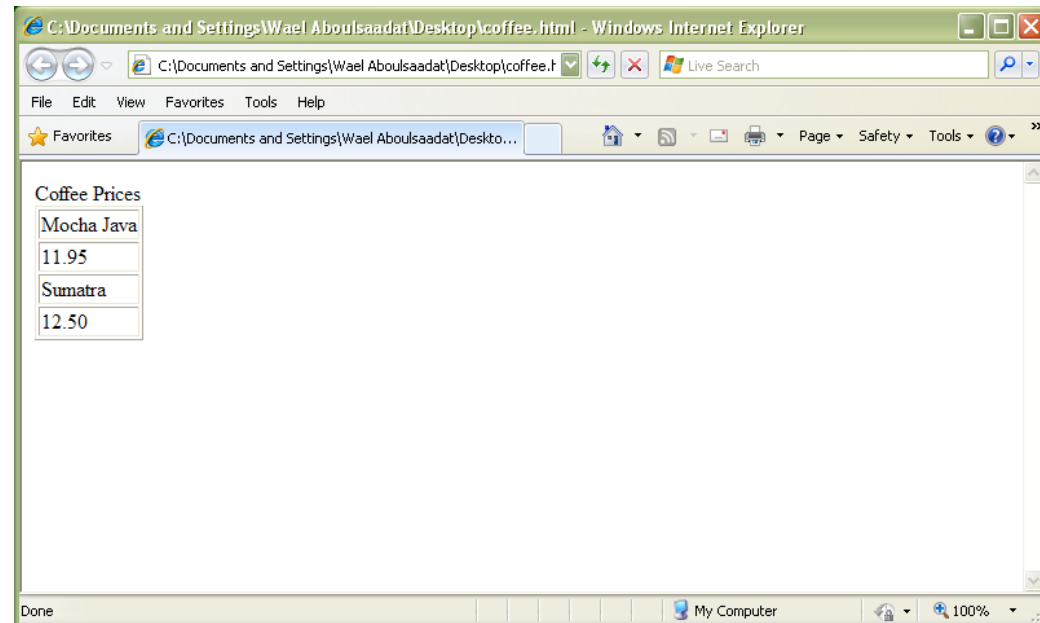 C:\Documents and Settings\Wael Aboulsaadat\Desktop\coffee.html - Windows Internet Explorer
C:\Documents and Settings\Wael Aboulsaadat\Desktop\coffee.h Live Search
File Edit View Favorites Tools Help
Favorites C:\Documents and Settings\Wael Aboulsaadat\Deskto... Page Safety Tools »
Coffee Prices
Mocha Java
11.95
Sumatra
12.50
Done My Computer 100%